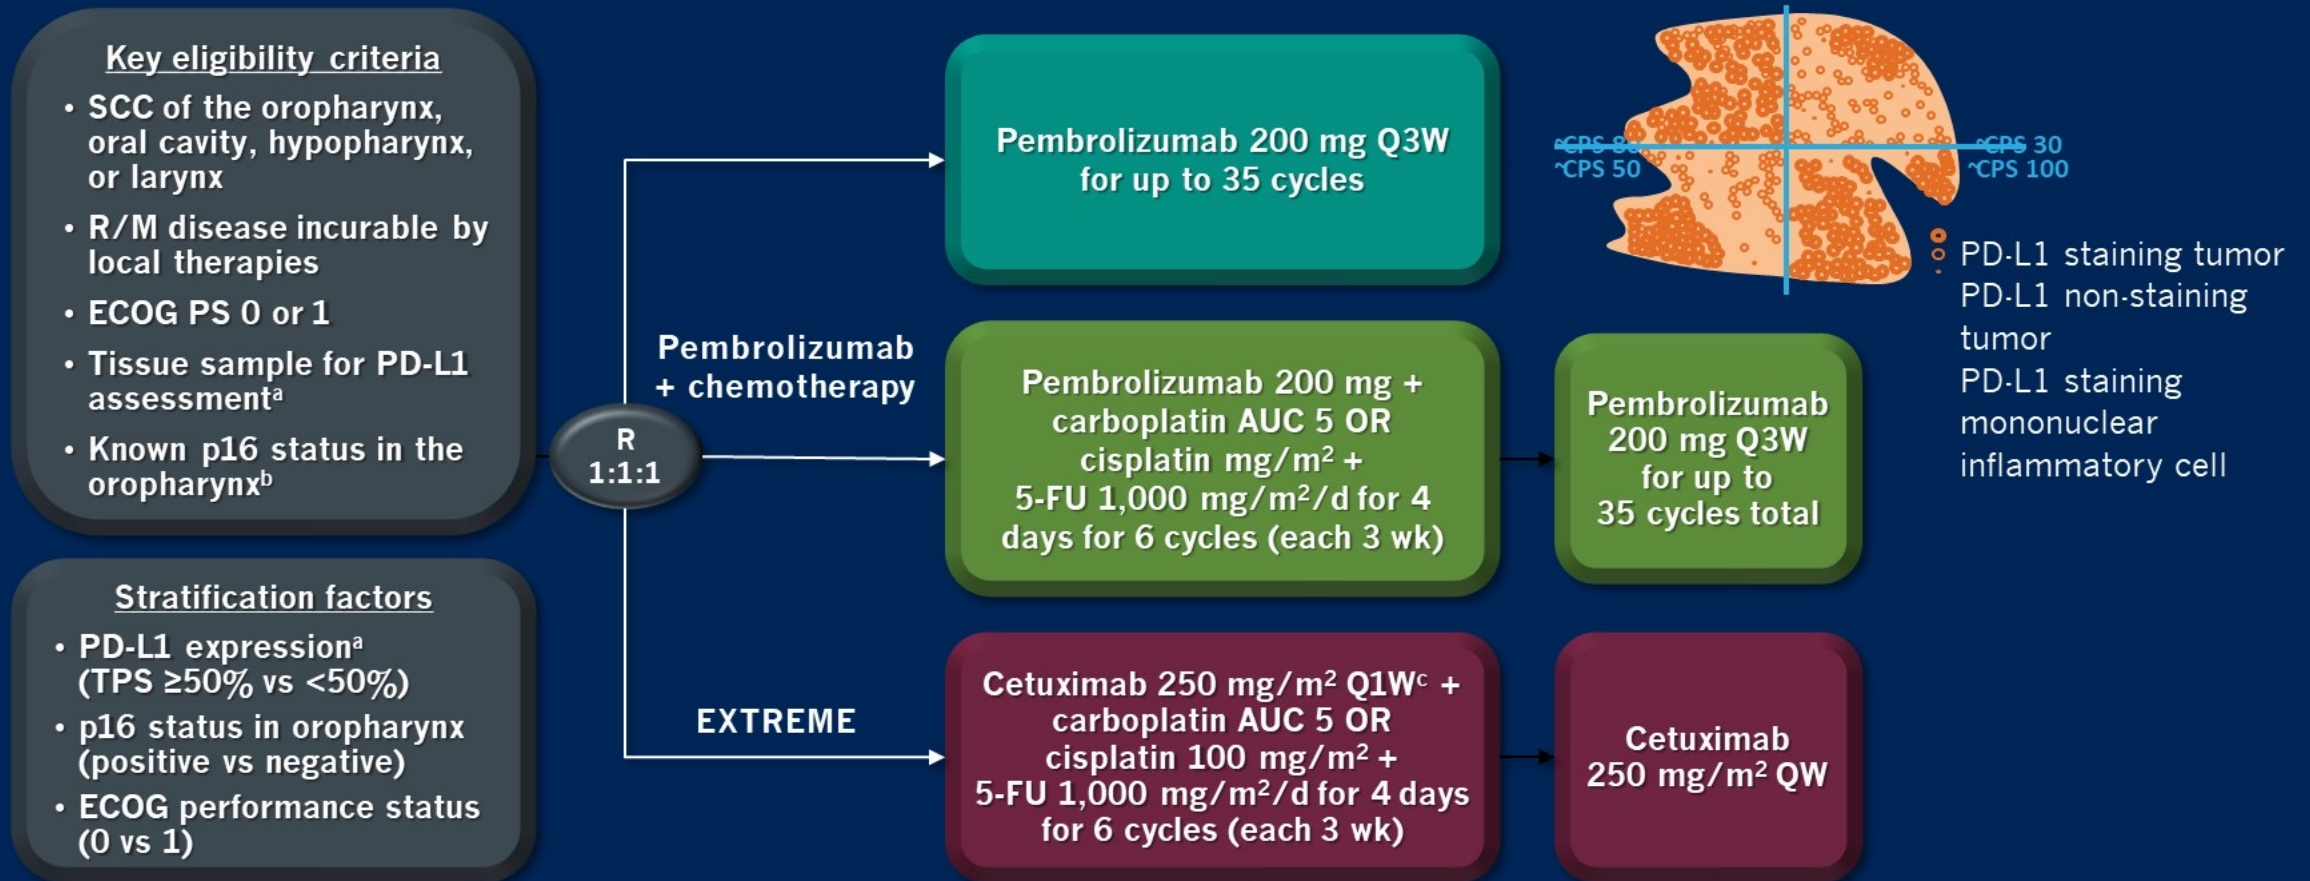 Key eligibility criteria
• SCC of the oropharynx,
oral cavity, hypopharynx,
or larynx
• R/M disease incurable by
local therapies
• ECOG PS 0 or 1
• Tissue sample for PD-L1
assessmentᵃ
• Known p16 status in the
oropharynxᵇ
Stratification factors
• PD-L1 expressionᵃ
(TPS ≥50% vs <50%)
• p16 status in oropharynx
(positive vs negative)
• ECOG performance status
(0 vs 1)
R
1:1:1
Pembrolizumab 200 mg Q3W
for up to 35 cycles
Pembrolizumab
+ chemotherapy
Pembrolizumab 200 mg +
carboplatin AUC 5 OR
cisplatin mg/m² +
5-FU 1,000 mg/m²/d for 4
days for 6 cycles (each 3 wk)
Pembrolizumab
200 mg Q3W
for up to
35 cycles total
EXTREME
Cetuximab 250 mg/m² Q1Wᶜ +
carboplatin AUC 5 OR
cisplatin 100 mg/m² +
5-FU 1,000 mg/m²/d for 4 days
for 6 cycles (each 3 wk)
Cetuximab
250 mg/m² QW
~CPS 80
~CPS 50
~CPS 30
~CPS 100
PD-L1 staining tumor
PD-L1 non-staining
tumor
PD-L1 staining
mononuclear
inflammatory cell